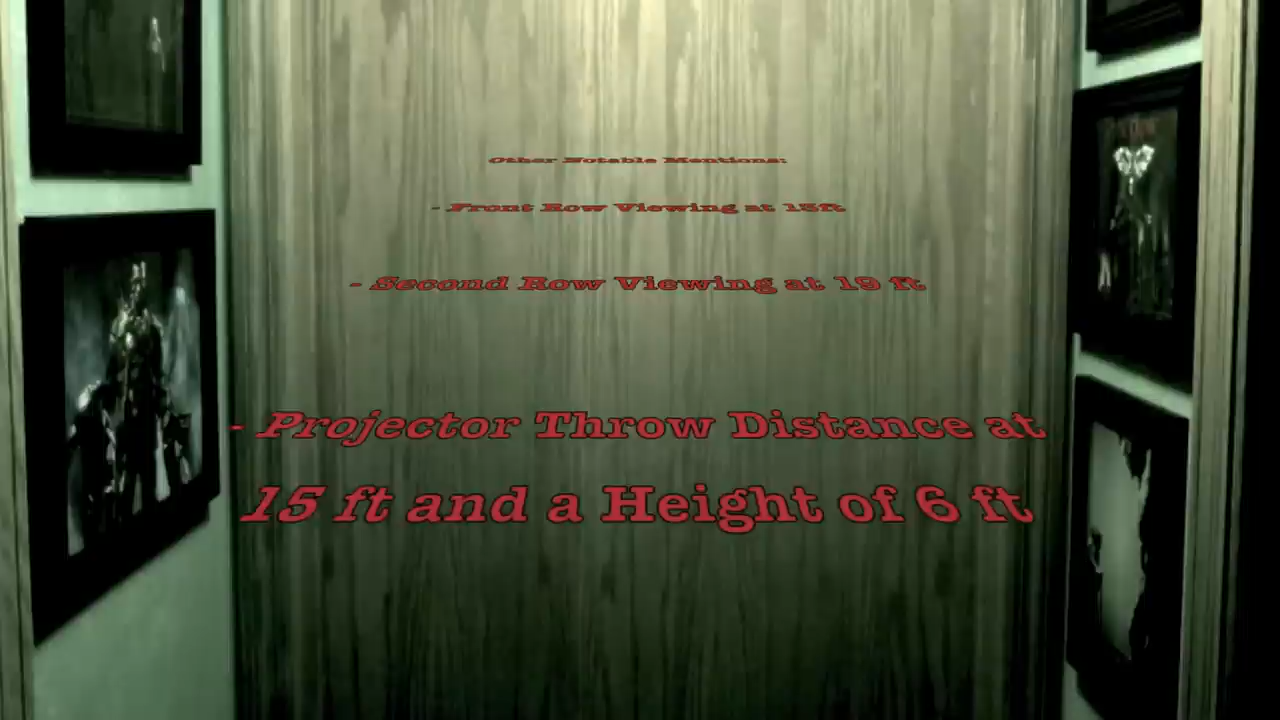 Other Notable Mentions:
- Front Row Viewing at 15ft
- Second Row Viewing at 19 ft
- Projector Throw Distance at
15 ft and a Height of 6 ft